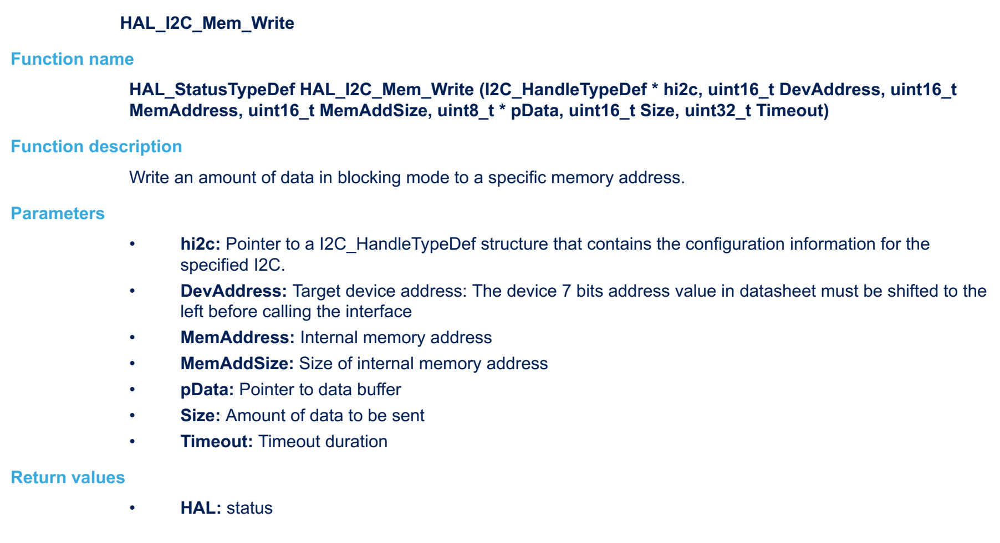 HAL_I2C_Mem_Write
Function name
HAL_StatusTypeDef HAL_I2C_Mem_Write (I2C_HandleTypeDef * hi2c, uint16_t DevAddress, uint16_t
MemAddress, uint16_t MemAddSize, uint8_t * pData, uint16_t Size, uint32_t Timeout)
Function description
Write an amount of data in blocking mode to a specific memory address.
Parameters
• hi2c: Pointer to a I2C_HandleTypeDef structure that contains the configuration information for the
specified I2C.
• DevAddress: Target device address: The device 7 bits address value in datasheet must be shifted to the
left before calling the interface
• MemAddress: Internal memory address
• MemAddSize: Size of internal memory address
• pData: Pointer to data buffer
• Size: Amount of data to be sent
• Timeout: Timeout duration
Return values
• HAL: status